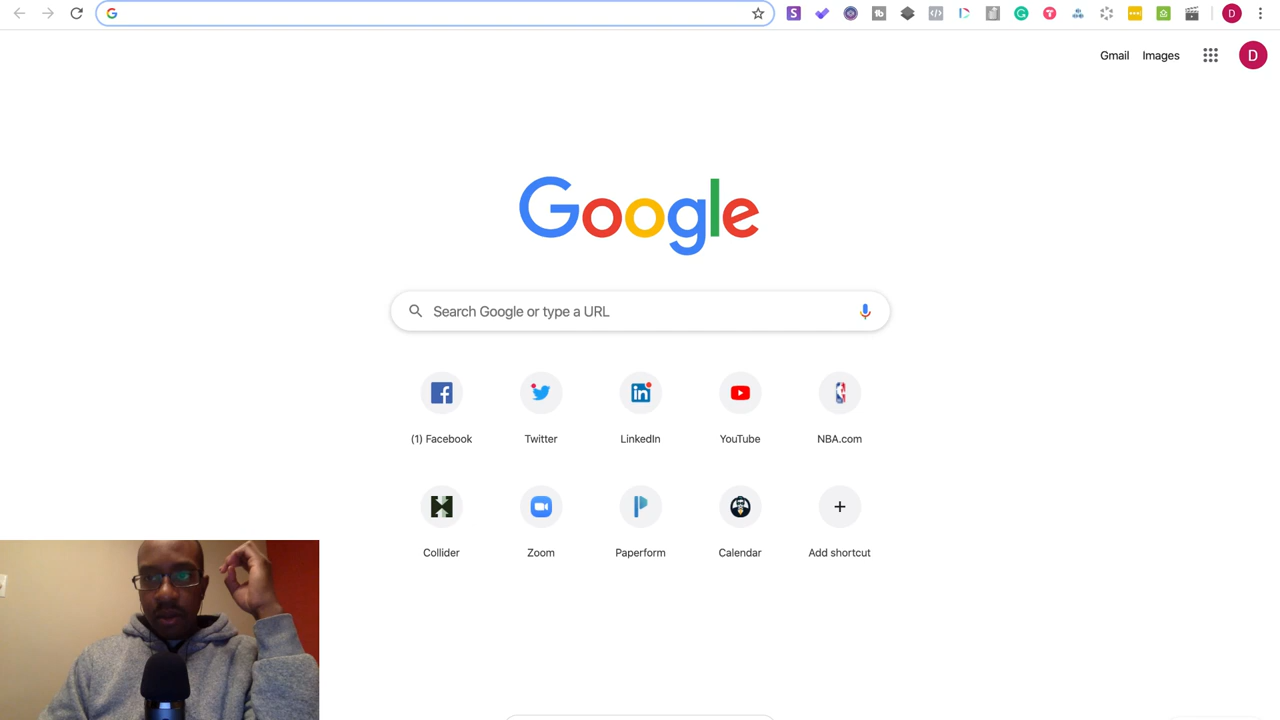 D
Gmail Images
D
Google
Search Google or type a URL
(1) Facebook
Twitter
LinkedIn
YouTube
NBA.com
Collider
Zoom
Paperform
Calendar
Add shortcut